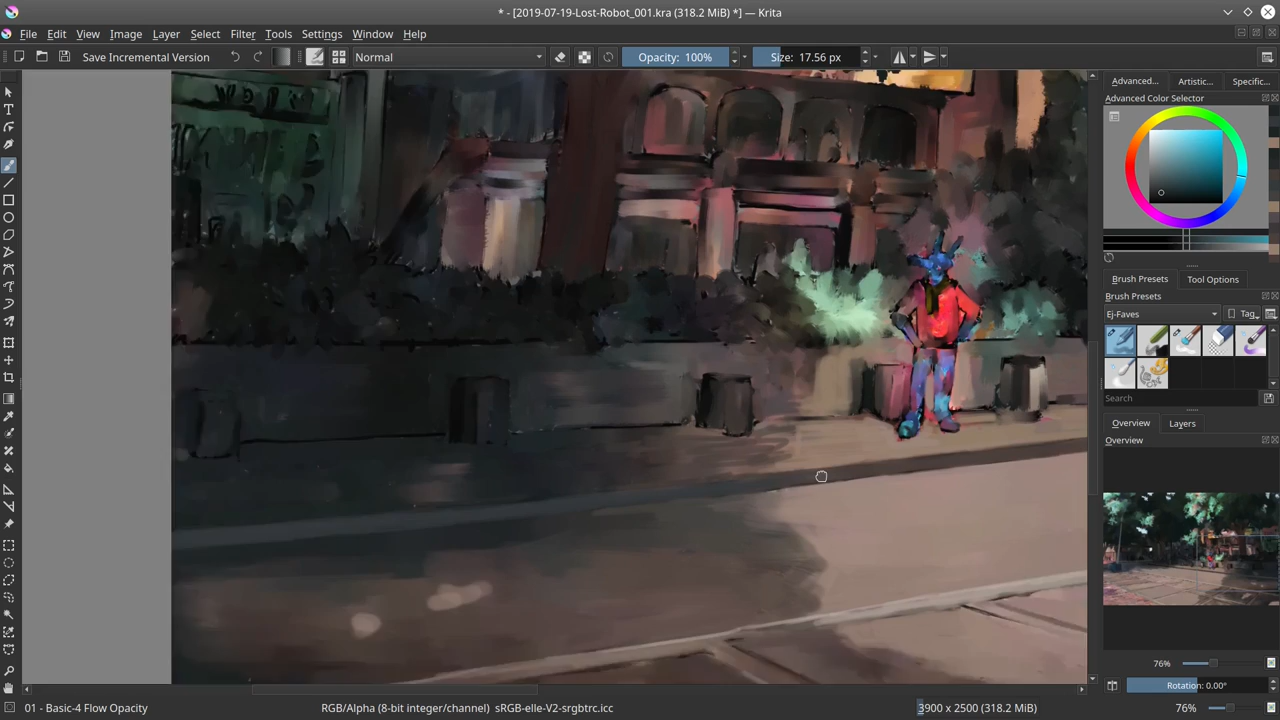 * - [2019-07-19-Lost-Robot_001.kra (318.2 MiB) *] — Krita
File Edit View Image Layer Select Filter Tools Settings Window Help
Save Incremental Version Normal Opacity: 100% Size: 17.56 px
Advanced... Artistic... Specific...
Advanced Color Selector
Brush Presets Tool Options
Brush Presets
Ej-Faves Tag
Search
Overview Layers
Overview
76%
Rotation: 0.00°
01 - Basic-4 Flow Opacity RGB/Alpha (8-bit integer/channel) sRGB-elle-V2-srgbtrc.icc 3900 x 2500 (318.2 MiB) 76%